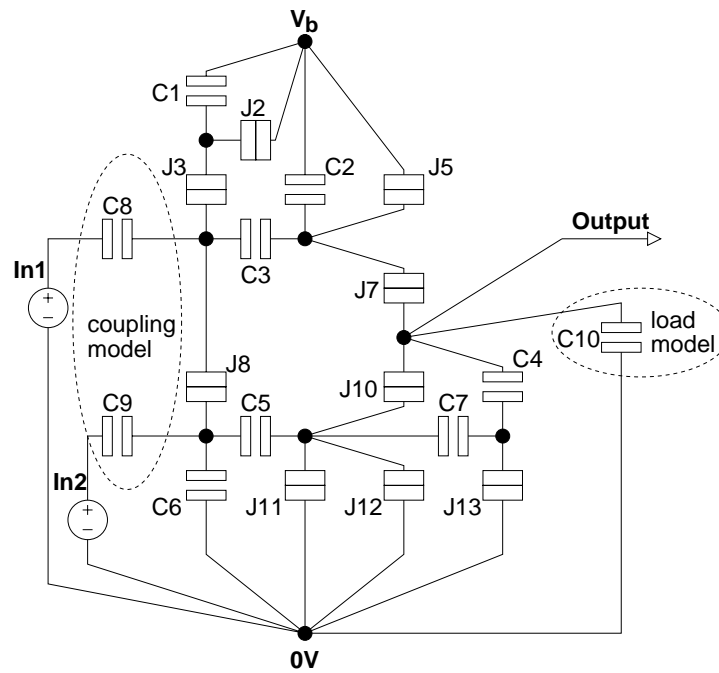 Vb
C1
J2
J3
C2
J5
C8
Output
In1
C3
J7
coupling
model
load
model
C10
C4
J8
J10
C9
C5
C7
In2
C6
J11
J12
J13
0V